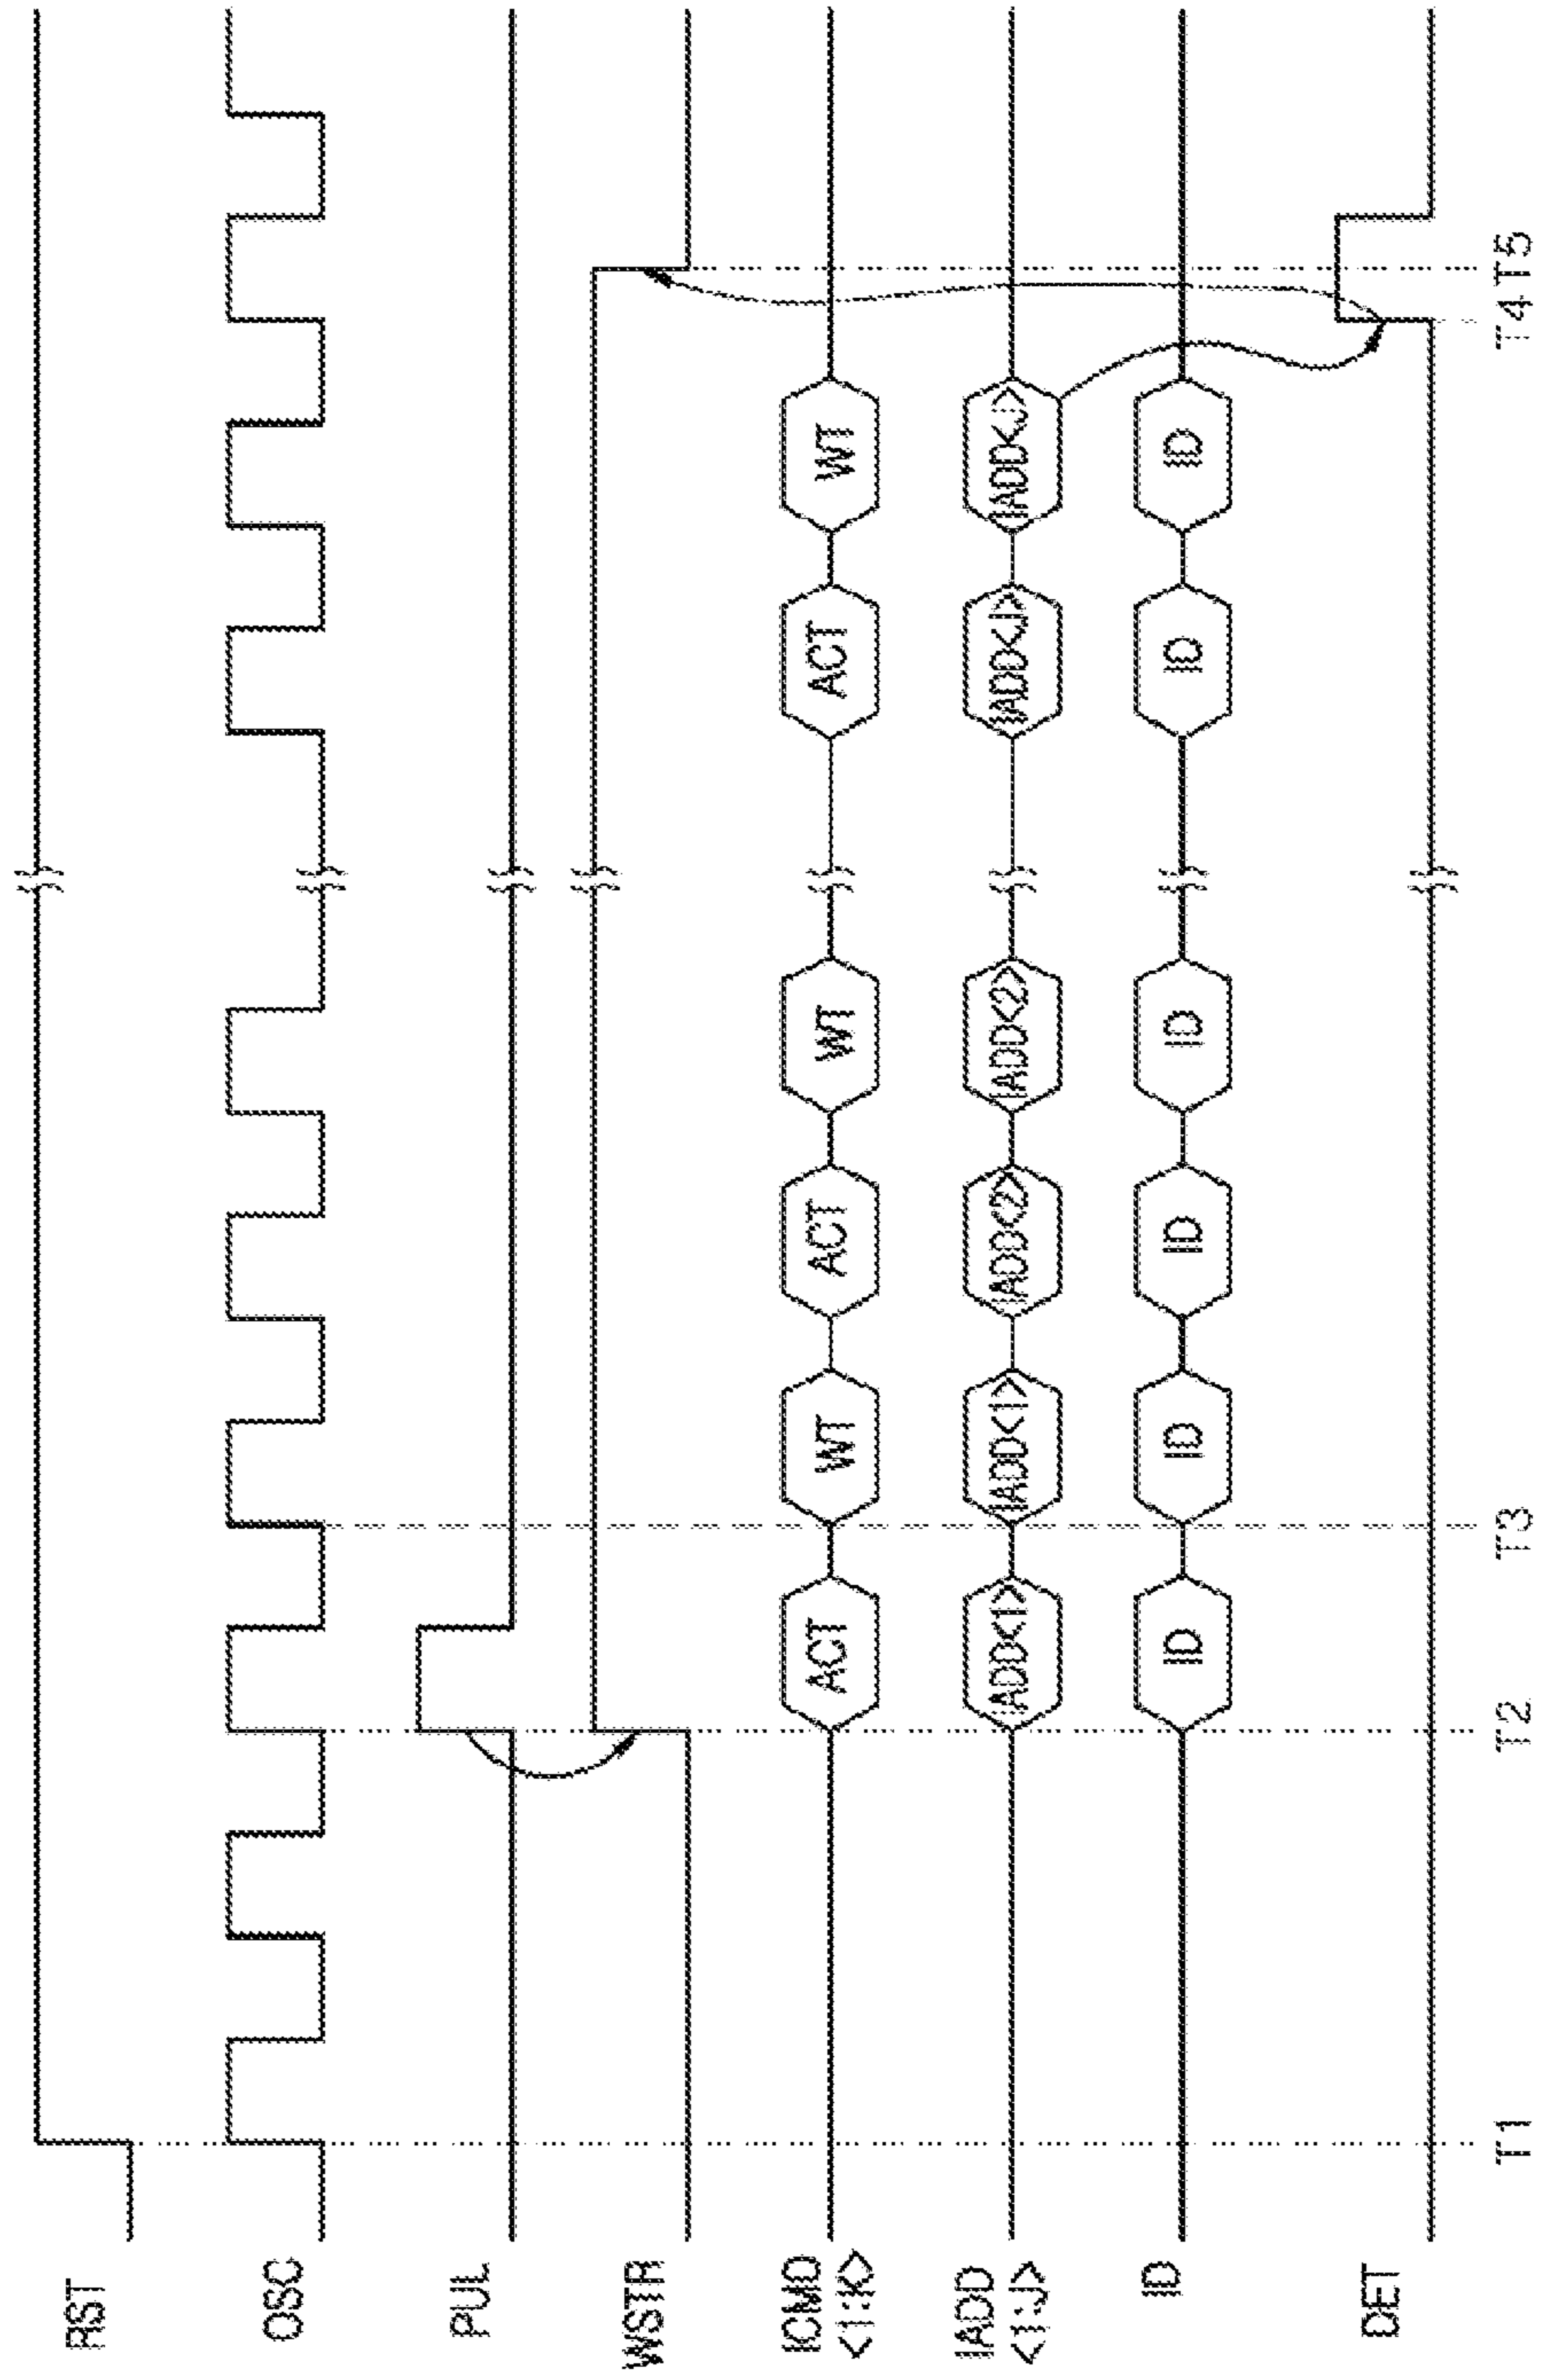 RST
OSC
PUL
WSTR
ICMD
<1:K>
ACT WT ACT WT ACT WT
IADD
<1:J>
IADD<1> IADD<1> IADD<2> IADD<2> IADD<J> IADD<J>
ID
ID ID ID ID ID ID
DET
T1 T2 T3 T4 T5